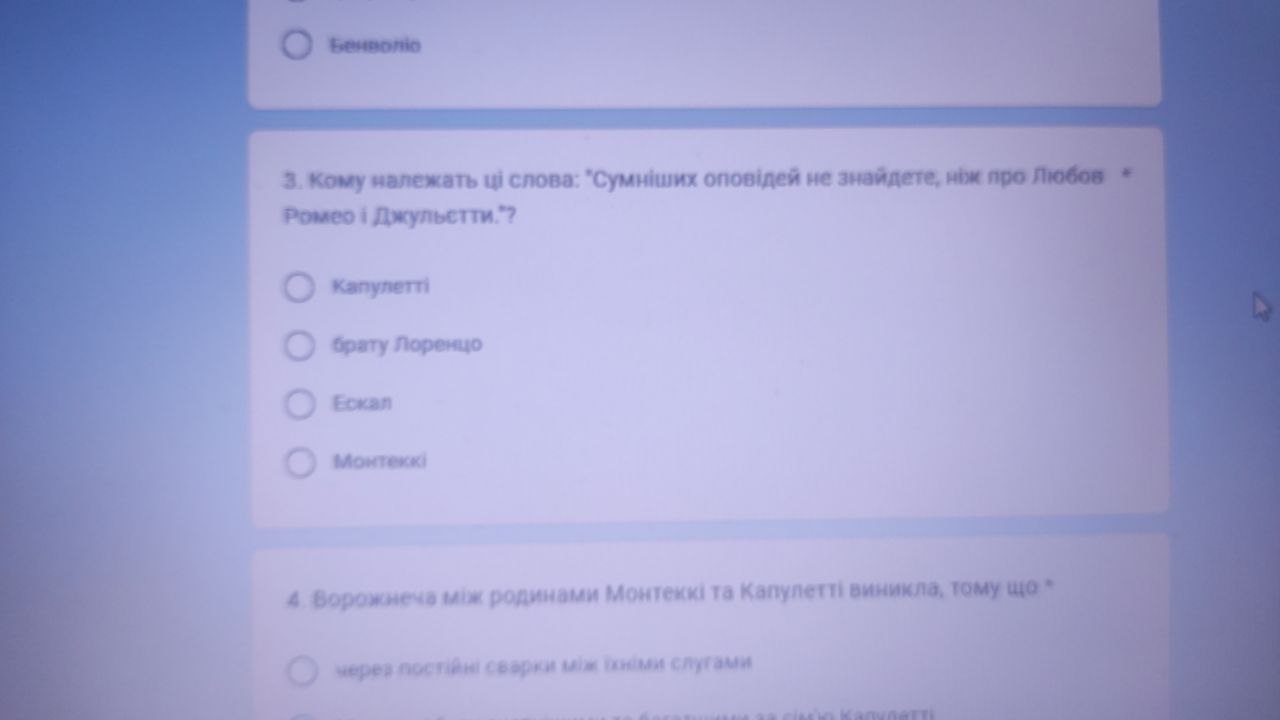 Бенволіо
3. Кому належать ці слова: "Сумніших оповідей не знайдете, ніж про Любов *
Ромео і Джульєтти."?
Капулетті
брату Лоренцо
Ескал
Монтеккі
4. Ворожнеча між родинами Монтеккі та Капулетті виникла, тому що *
через постійні сварки між їхніми слугами
та багатшими за сім'ю Капулетті